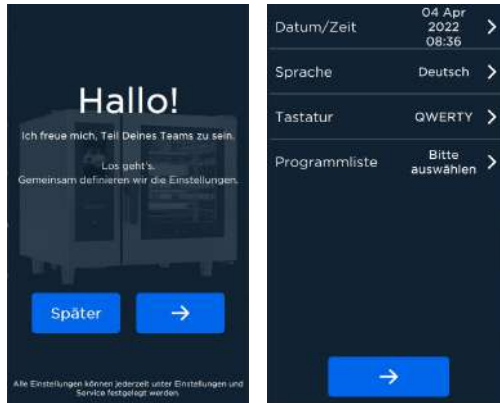 Hallo!
Ich freue mich, Teil Deines Teams zu sein.
Los geht's.
Gemeinsam definieren wir die Einstellungen.
Später
Alle Einstellungen können jederzeit unter Einstellungen und
Service festgelegt werden.
Datum/Zeit
04 Apr
2022
08:36
Sprache
Deutsch
Tastatur
QWERTY
Programmliste
Bitte
auswählen